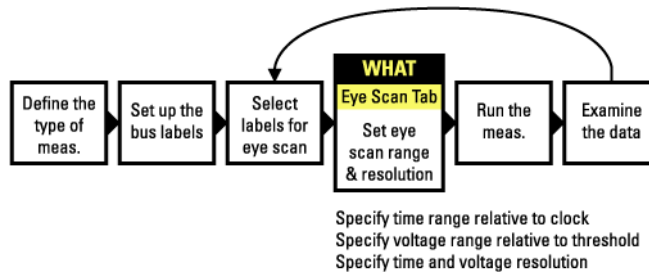 Define the
type of
meas.
Set up the
bus labels
Select
labels for
eye scan
WHAT
Eye Scan Tab
Set eye
scan range
& resolution
Run the
meas.
Examine
the data
Specify time range relative to clock
Specify voltage range relative to threshold
Specify time and voltage resolution